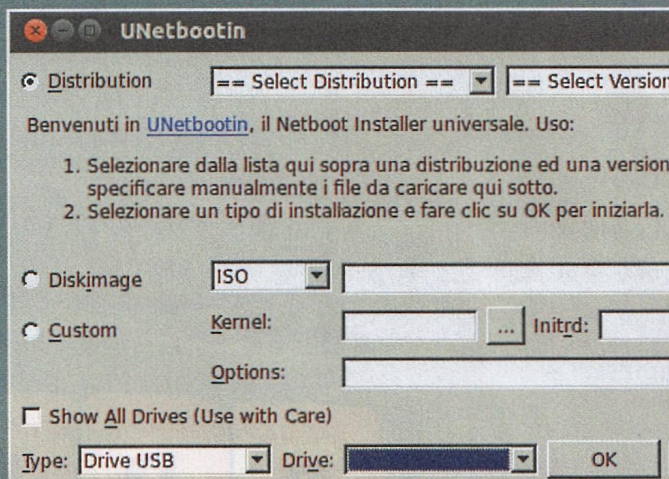 UNetbootin
Distribution == Select Distribution == == Select Version
Benvenuti in UNetbootin, il Netboot Installer universale. Uso:
1. Selezionare dalla lista qui sopra una distribuzione ed una version
specificare manualmente i file da caricare qui sotto.
2. Selezionare un tipo di installazione e fare clic su OK per iniziarla.
Diskimage ISO
Custom Kernel: ... Initrd:
Options:
Show All Drives (Use with Care)
Type: Drive USB Drive: OK